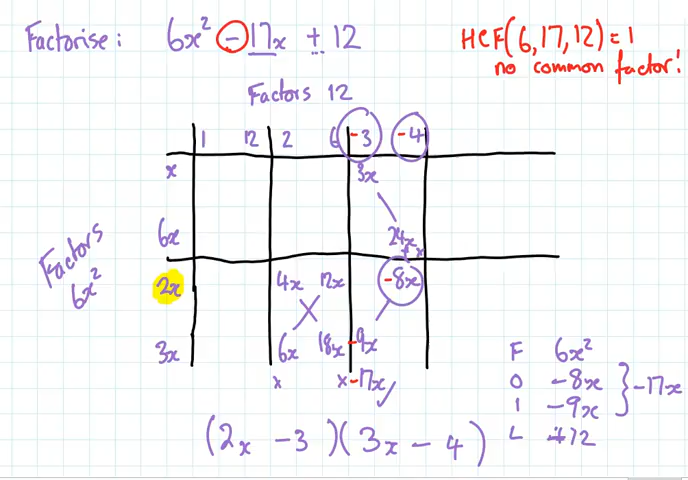 Factorise: 6x² -17x + 12
HCF(6,17,12)=1
no common factor!
Factors 12
1 12 2 6 -3 -4
x 3x
6x 24x
x
Factors
6x²
2x 4x 12x -8x
3x 6x 18x -9x
x x -17x ✓
F 6x²
O -8x
I -9x
-17x
L +12
(2x -3)(3x -4)